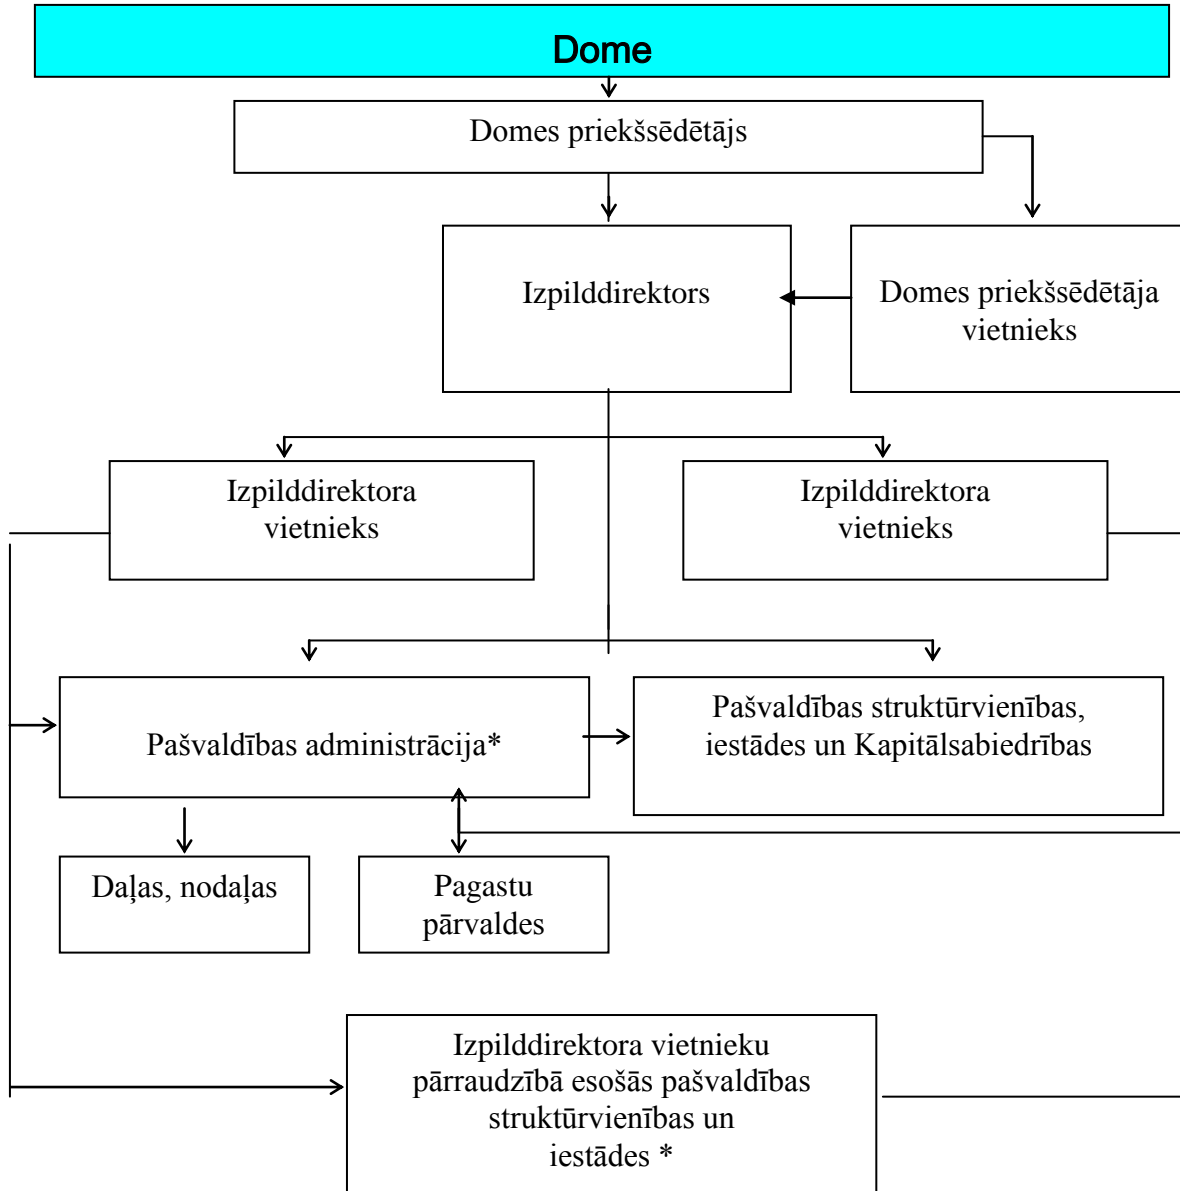 Dome
Domes priekšsēdētājs
Izpilddirektors
Domes priekšsēdētāja
vietnieks
Izpilddirektora
vietnieks
Izpilddirektora
vietnieks
Pašvaldības administrācija*
Pašvaldības struktūrvienības,
iestādes un Kapitālsabiedrības
Daļas, nodaļas
Pagastu
pārvaldes
Izpilddirektora vietnieku
pārraudzībā esošās pašvaldības
struktūrvienības un
iestādes *